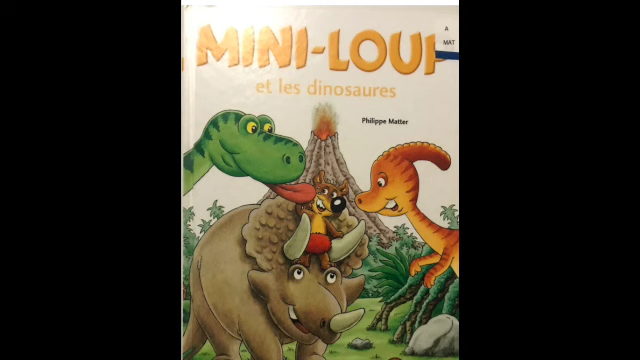 MINI-LOUP
et les dinosaures
Philippe Matter
A
MAT